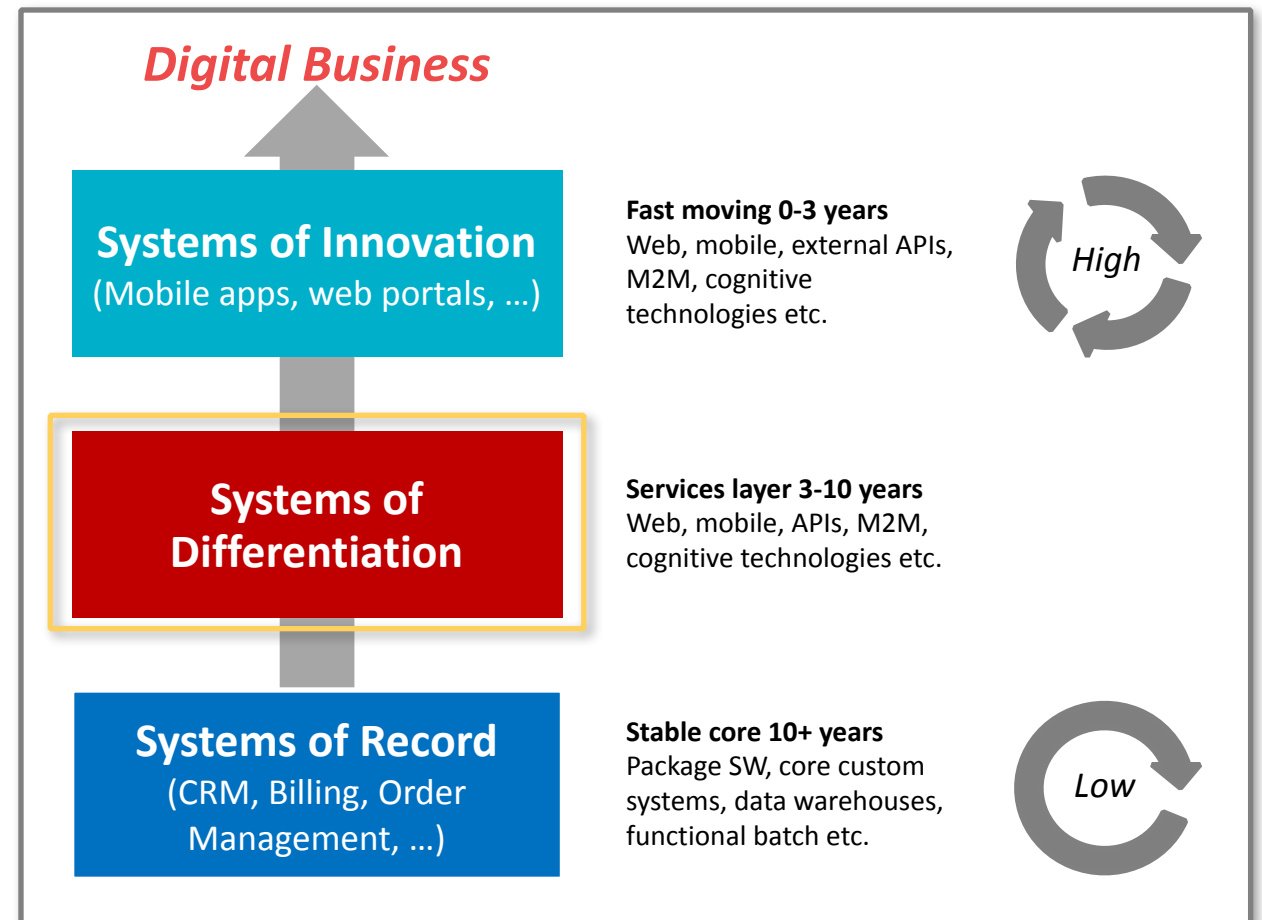 Digital Business
Systems of Innovation
(Mobile apps, web portals, …)
Fast moving 0-3 years
Web, mobile, external APIs,
M2M, cognitive
technologies etc.
High
Systems of
Differentiation
Services layer 3-10 years
Web, mobile, APIs, M2M,
cognitive technologies etc.
Systems of Record
(CRM, Billing, Order
Management, …)
Stable core 10+ years
Package SW, core custom
systems, data warehouses,
functional batch etc.
Low